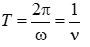 T = 2π/ω = 1/ν